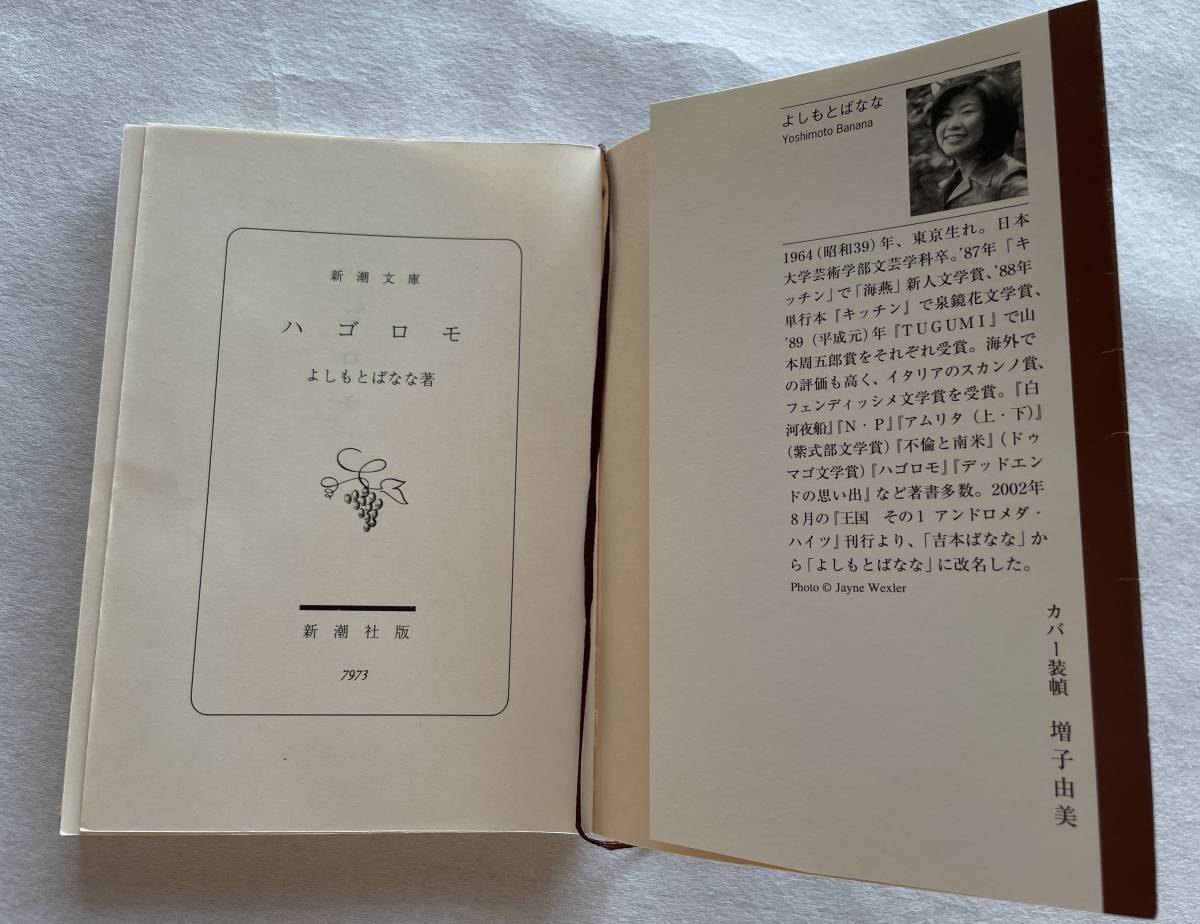 新潮文庫
ハゴロモ
よしもとばなな著
新潮社版
7973
よしもとばなな
Yoshimoto Banana
1964(昭和39)年、東京生れ。日本
大学芸術学部文芸学科卒。'87年「キ
ッチン」で「海燕」新人文学賞、'88年
単行本『キッチン』で泉鏡花文学賞、
'89(平成元)年『TUGUMI』で山
本周五郎賞をそれぞれ受賞。海外で
の評価も高く、イタリアのスカンノ賞、
フェンディッシメ文学賞を受賞。『白
河夜船』『N・P』『アムリタ(上・下)』
(紫式部文学賞)『不倫と南米』(ドゥ
マゴ文学賞)『ハゴロモ』『デッドエン
ドの思い出』など著書多数。2002年
8月の『王国 その1 アンドロメダ・
ハイツ』刊行より、「吉本ばなな」か
ら「よしもとばなな」に改名した。
Photo © Jayne Wexler
カバー装幀 増子由美